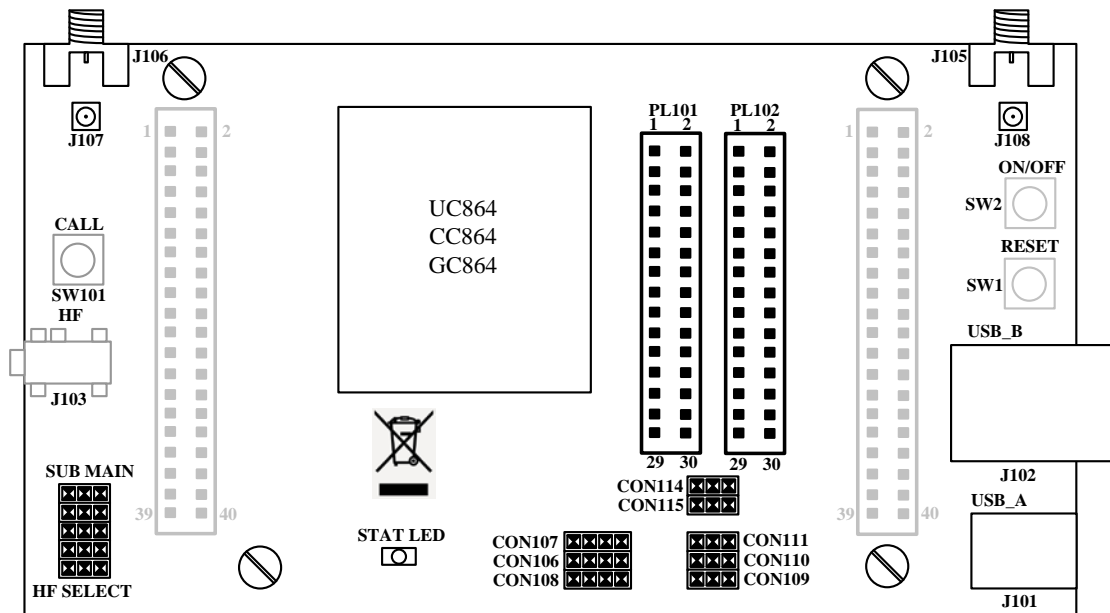 J106
J105
PL101
PL102
1
2
1
2
1
2
1
2
J107
J108
ON/OFF
SW2
CALL
SW101
UC864
CC864
GC864
RESET
SW1
HF
J103
USB_B
J102
29
30
29
30
SUB MAIN
CON114
CON115
USB_A
39
40
39
40
STAT LED
CON107
CON106
CON108
CON111
CON110
CON109
HF SELECT
J101